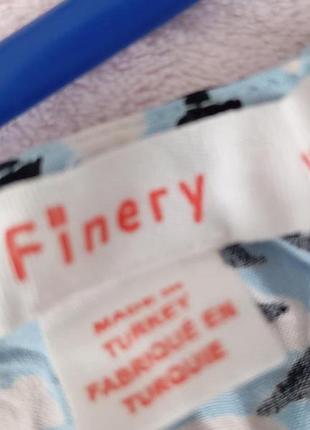 Finery
MADE IN
TURKEY
FABRIQUÉ EN
TURQUIE